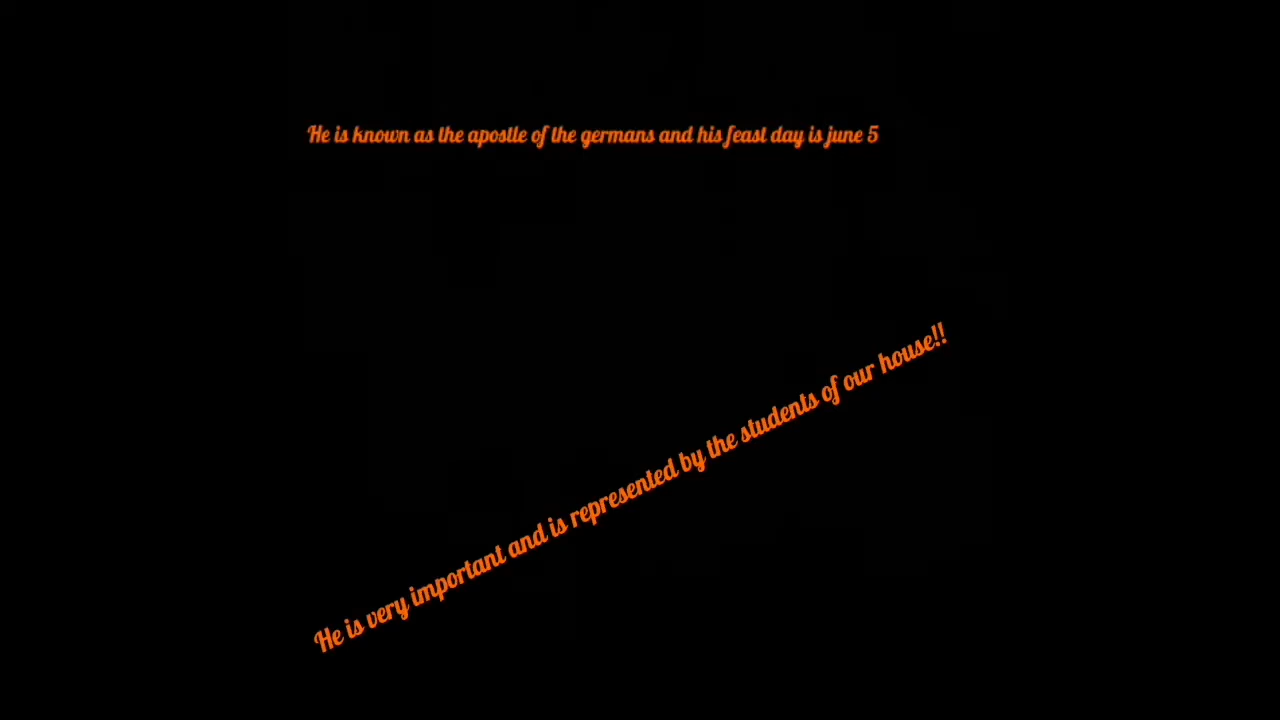 He is known as the apostle of the germans and his feast day is june 5
He is very important and is represented by the students of our house!!